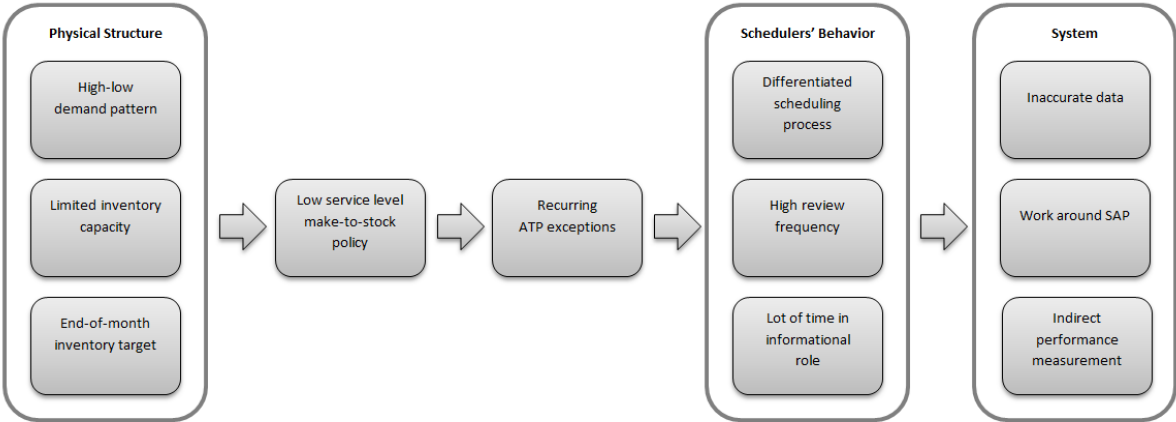 Physical Structure
High-low
demand pattern
Limited inventory
capacity
End-of-month
inventory target
Low service level
make-to-stock
policy
Recurring
ATP exceptions
Schedulers' Behavior
Differentiated
scheduling
process
High review
frequency
Lot of time in
informational
role
System
Inaccurate data
Work around SAP
Indirect
performance
measurement